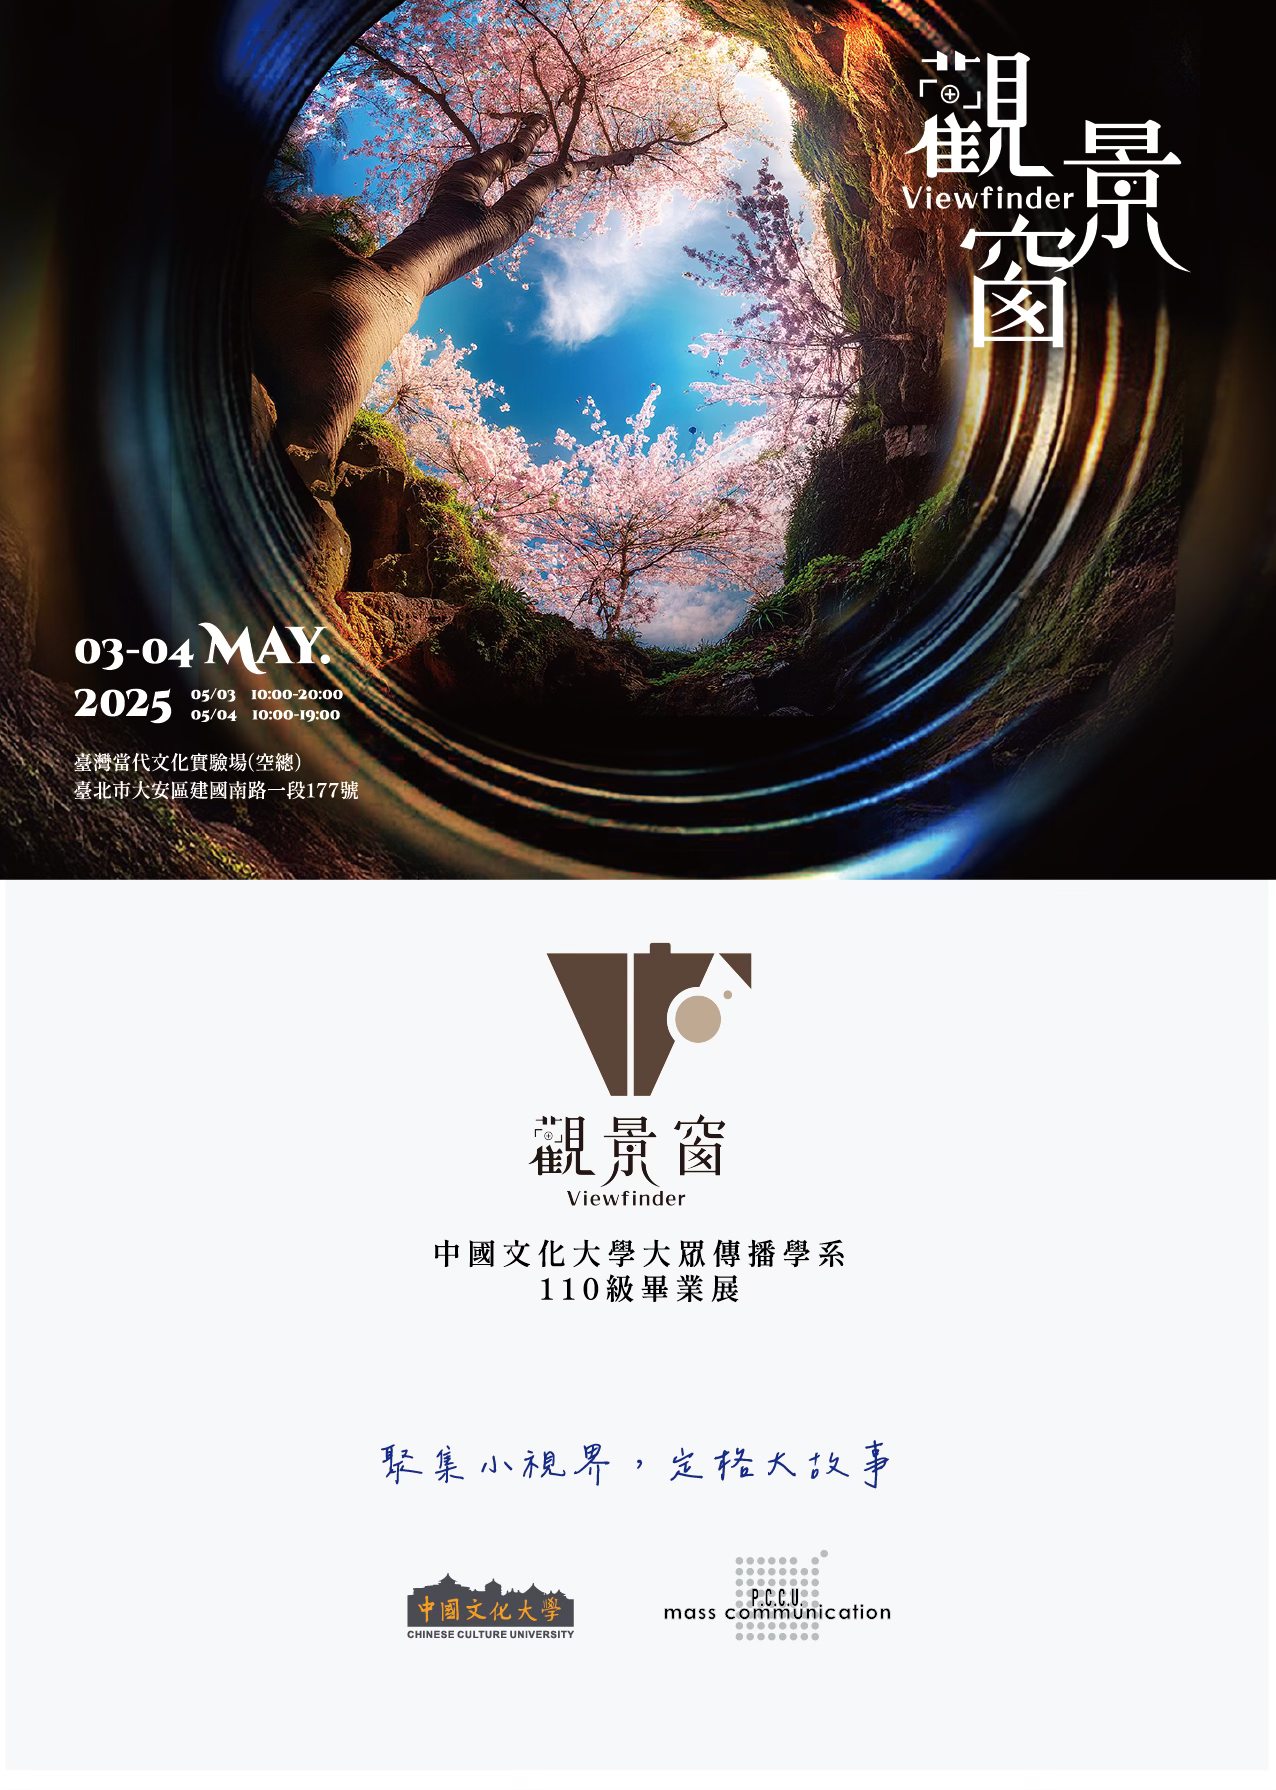 觀景窗
Viewfinder
03-04 MAY.
2025
05/03 10:00-20:00
05/04 10:00-19:00
臺灣當代文化實驗場(空總)
臺北市大安區建國南路一段177號
觀景窗
Viewfinder
中國文化大學大眾傳播學系
110級畢業展
聚集小視界，定格大故事
中國文化大學
CHINESE CULTURE UNIVERSITY
P.C.C.U.
mass communication